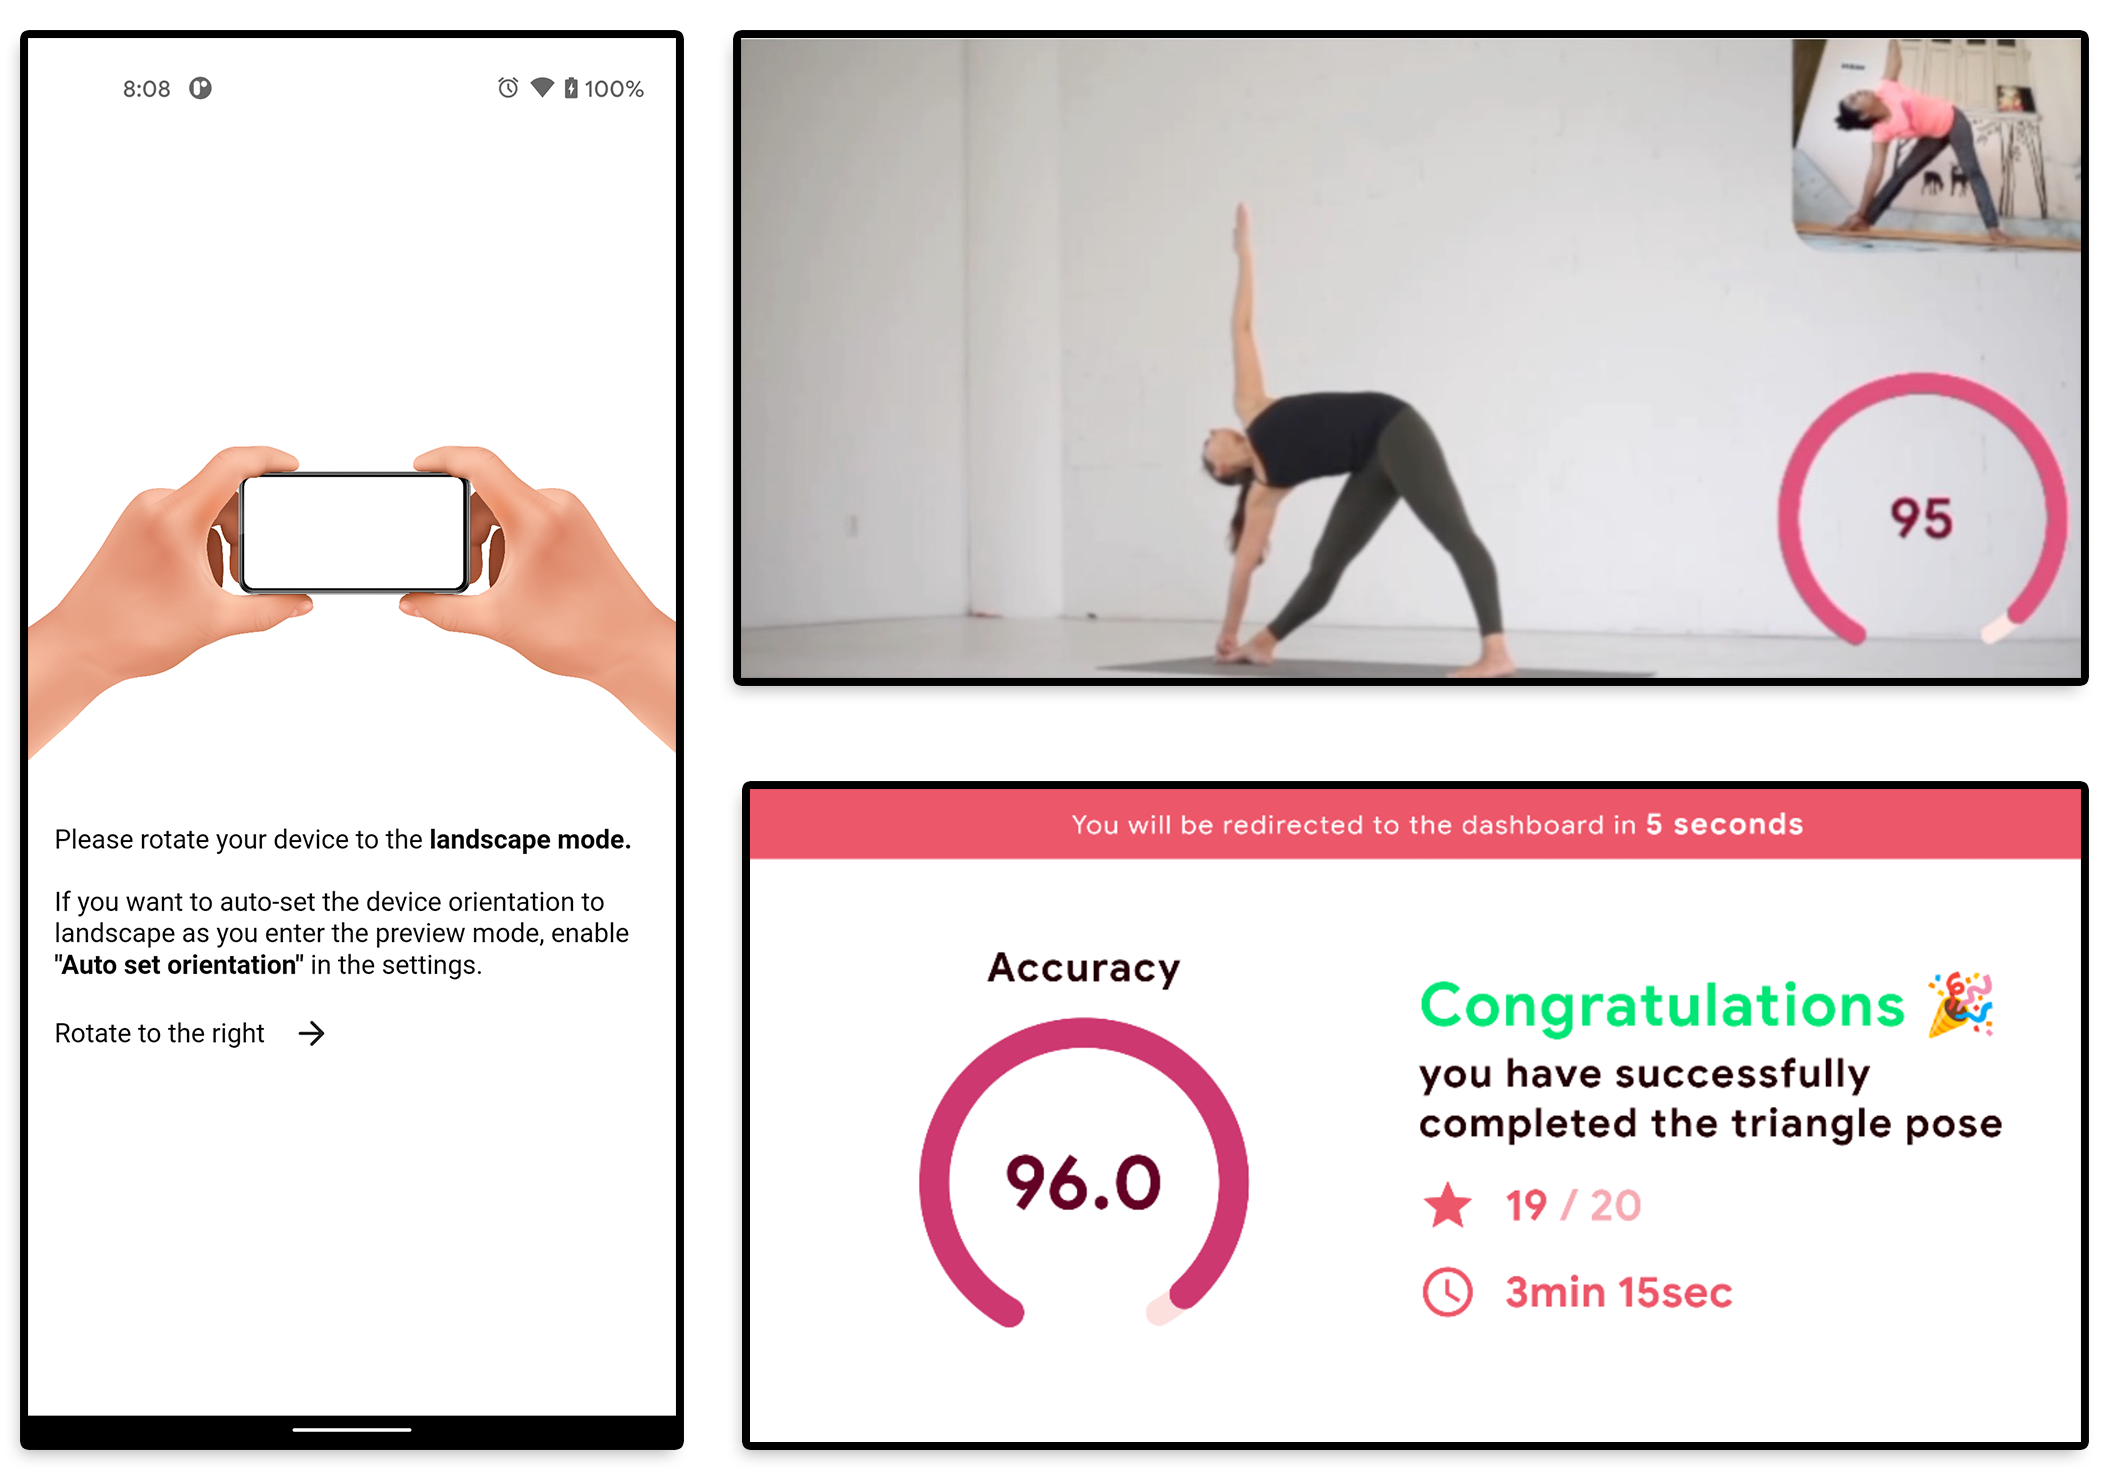 8:08
100%
Please rotate your device to the landscape mode.
If you want to auto-set the device orientation to
landscape as you enter the preview mode, enable
"Auto set orientation" in the settings.
Rotate to the right
95
You will be redirected to the dashboard in 5 seconds
Accuracy
96.0
Congratulations
you have successfully
completed the triangle pose
19 / 20
3min 15sec